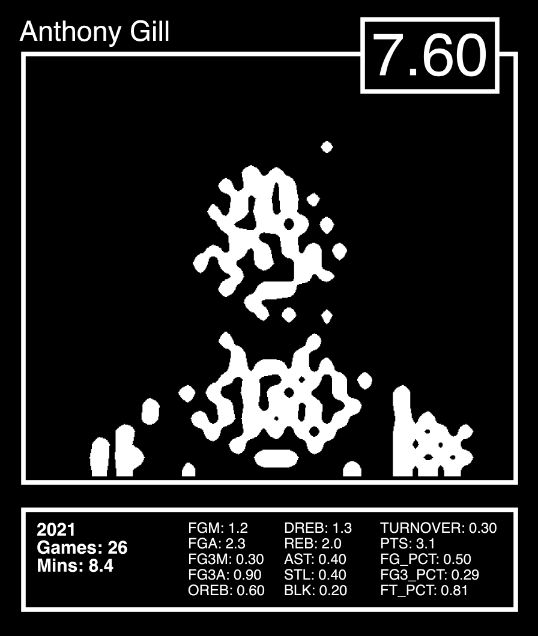 Anthony Gill
7.60
2021
Games: 26
Mins: 8.4
FGM: 1.2
FGA: 2.3
FG3M: 0.30
FG3A: 0.90
OREB: 0.60
DREB: 1.3
REB: 2.0
AST: 0.40
STL: 0.40
BLK: 0.20
TURNOVER: 0.30
PTS: 3.1
FG_PCT: 0.50
FG3_PCT: 0.29
FT_PCT: 0.81